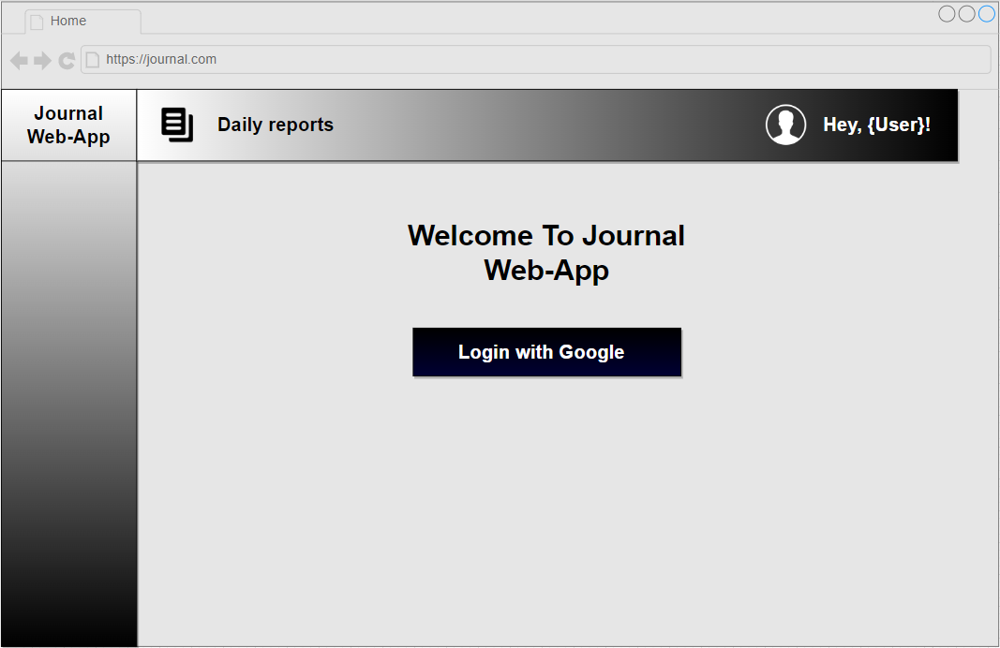 Home
https://journal.com
Journal
Web-App
Daily reports
Hey, {User}!
Welcome To Journal
Web-App
Login with Google